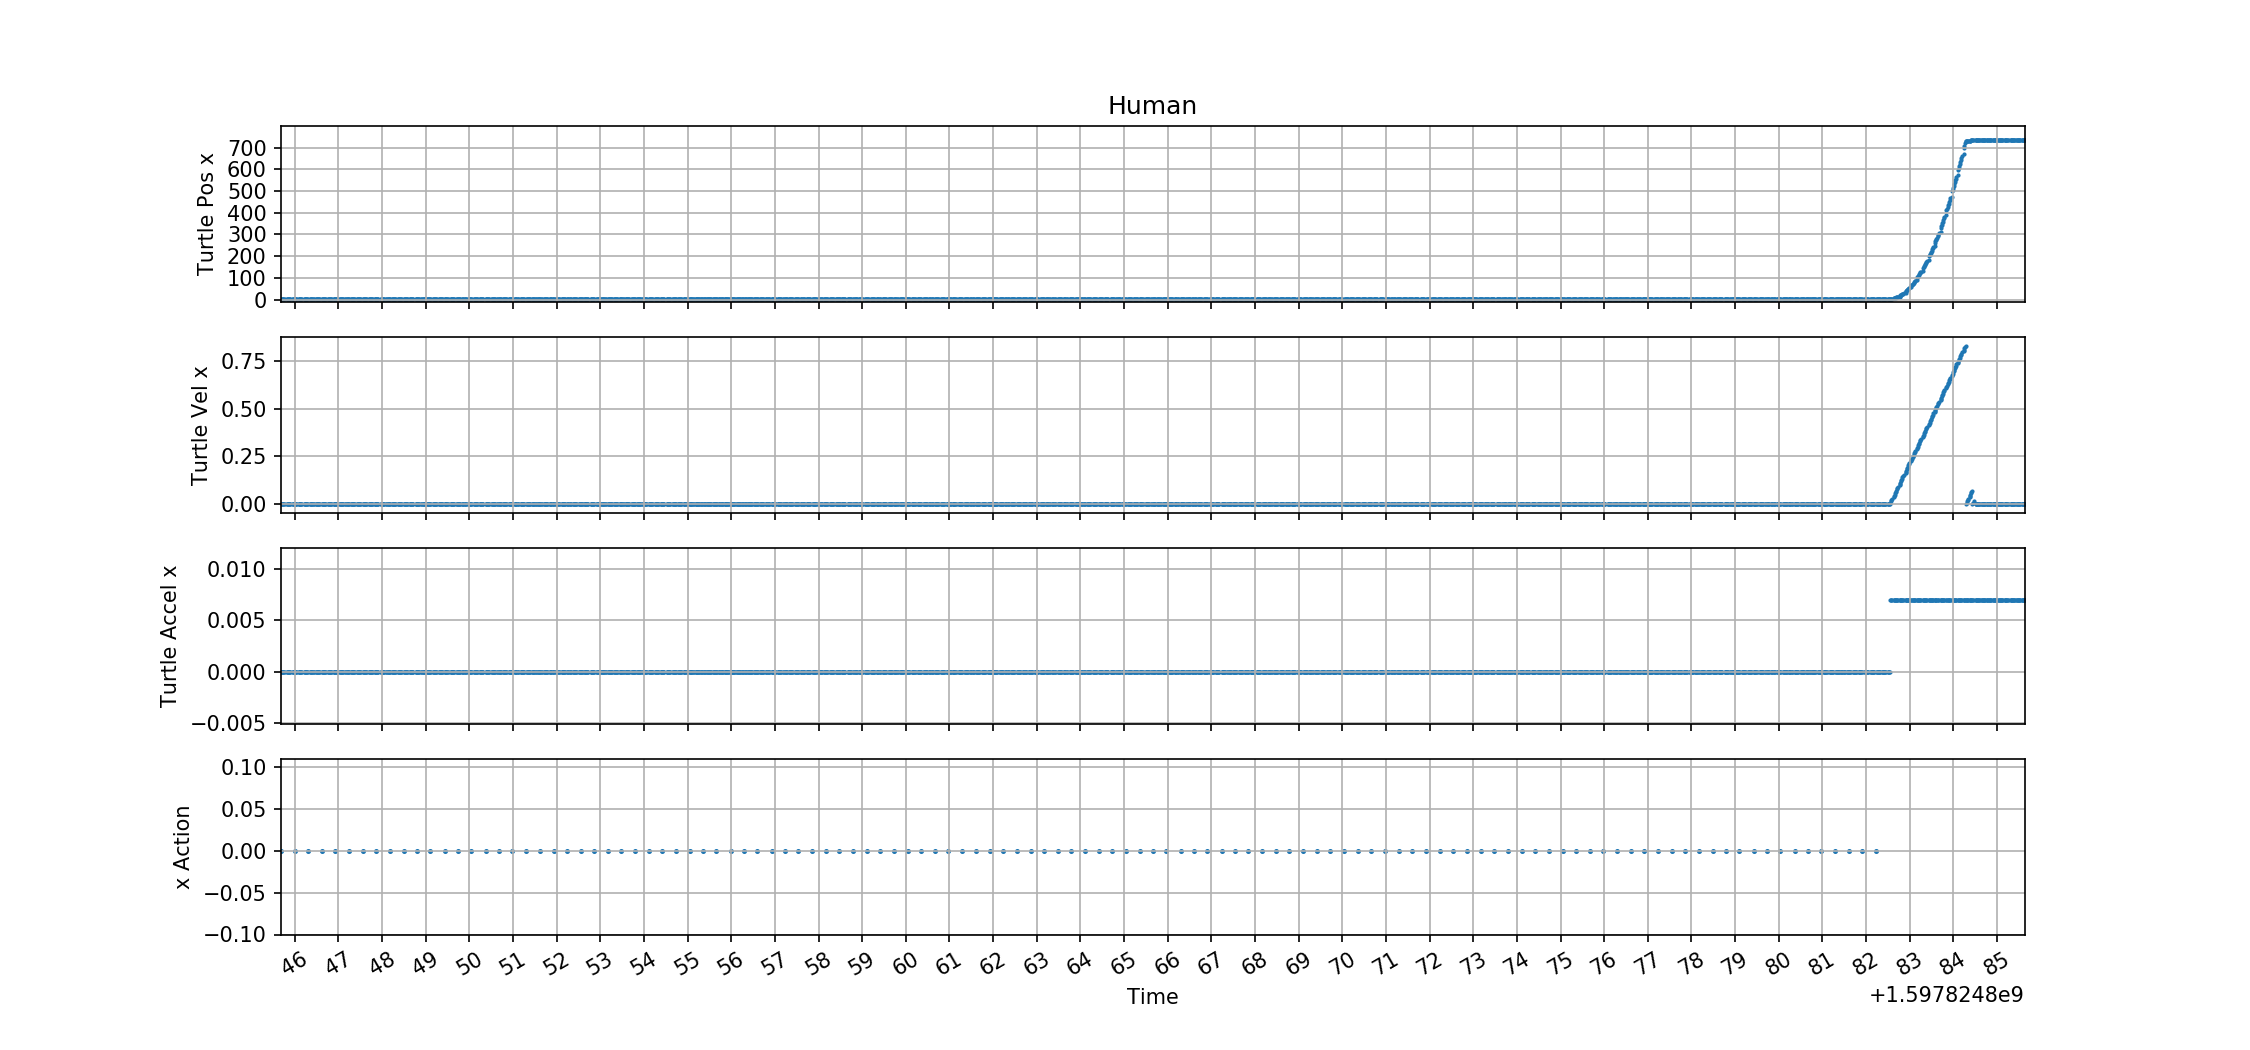 Human
Turtle Pos x
700
600
500
400
300
200
100
0
Turtle Vel x
0.75
0.50
0.25
0.00
Turtle Accel x
0.010
0.005
0.000
−0.005
x Action
0.10
0.05
0.00
−0.05
−0.10
46 47 48 49 50 51 52 53 54 55 56 57 58 59 60 61 62 63 64 65 66 67 68 69 70 71 72 73 74 75 76 77 78 79 80 81 82 83 84 85
Time
+1.5978248e9